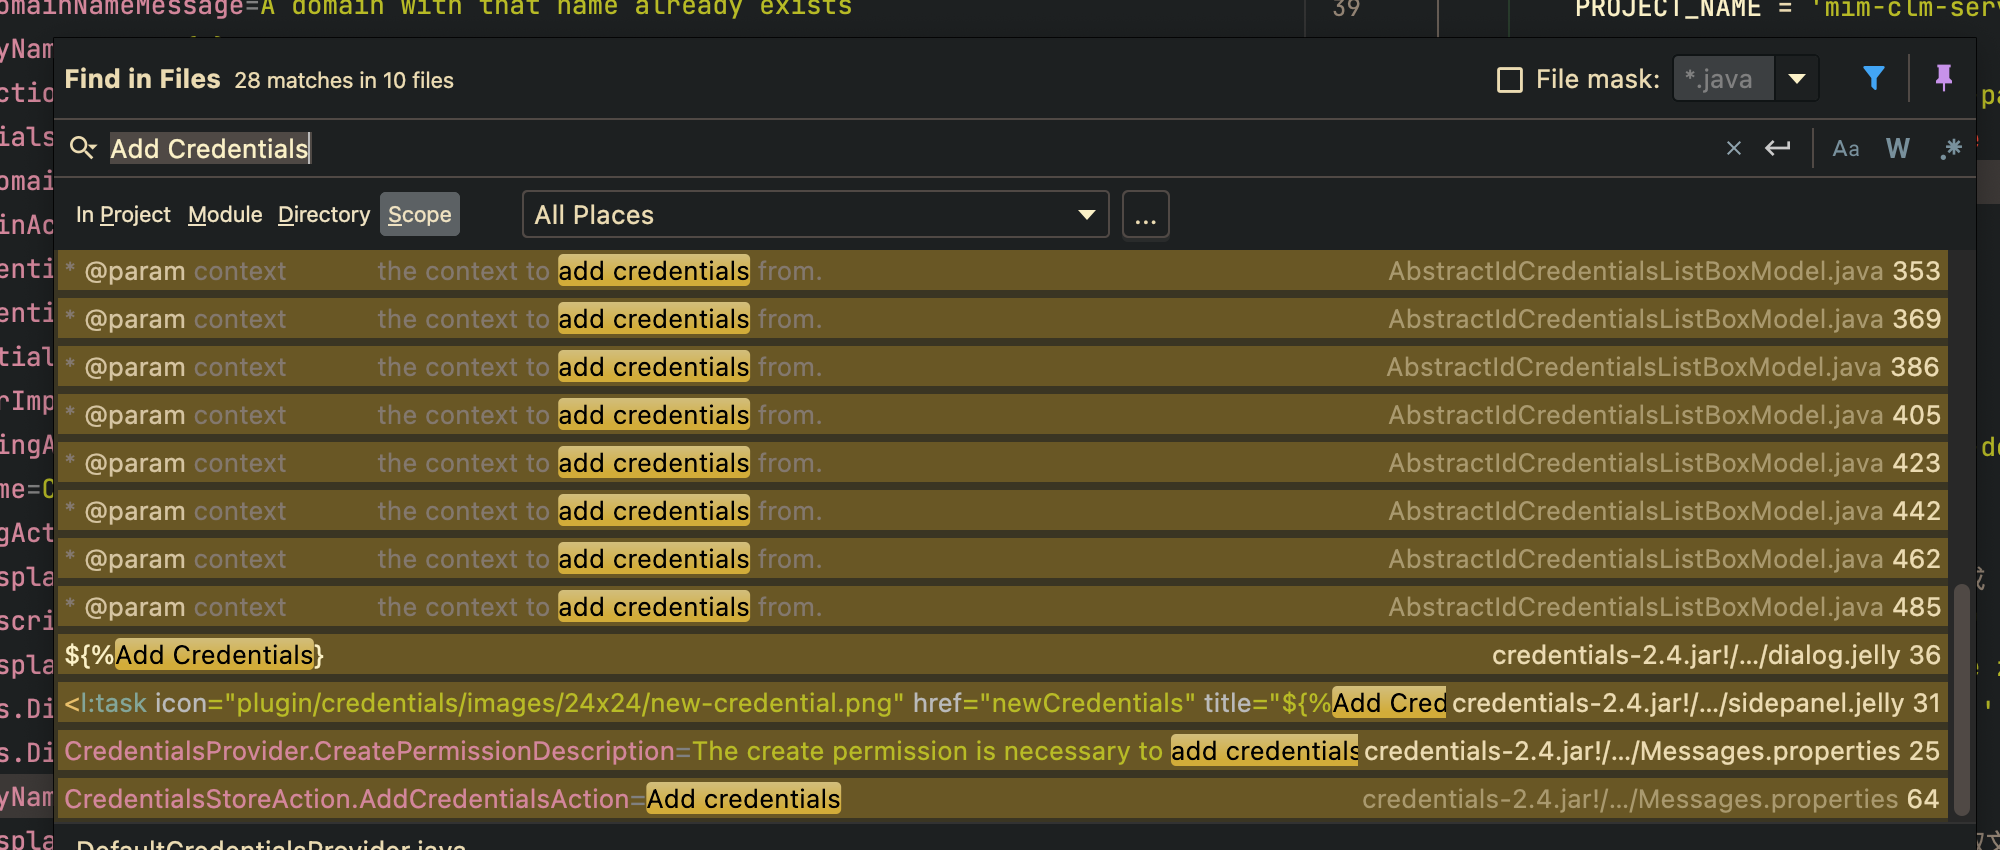 omainNameMessage=A domain with that name already exists
39 PROJECT_NAME = 'mim-clm-serv
Find in Files 28 matches in 10 files File mask: *.java
Add Credentials Aa W .*
In Project Module Directory Scope All Places ...
* @param context the context to add credentials from. AbstractIdCredentialsListBoxModel.java 353
* @param context the context to add credentials from. AbstractIdCredentialsListBoxModel.java 369
* @param context the context to add credentials from. AbstractIdCredentialsListBoxModel.java 386
* @param context the context to add credentials from. AbstractIdCredentialsListBoxModel.java 405
* @param context the context to add credentials from. AbstractIdCredentialsListBoxModel.java 423
* @param context the context to add credentials from. AbstractIdCredentialsListBoxModel.java 442
* @param context the context to add credentials from. AbstractIdCredentialsListBoxModel.java 462
* @param context the context to add credentials from. AbstractIdCredentialsListBoxModel.java 485
${%Add Credentials} credentials-2.4.jar!/.../dialog.jelly 36
<l:task icon="plugin/credentials/images/24x24/new-credential.png" href="newCredentials" title="${%Add Cred credentials-2.4.jar!/.../sidepanel.jelly 31
CredentialsProvider.CreatePermissionDescription=The create permission is necessary to add credentials credentials-2.4.jar!/.../Messages.properties 25
CredentialsStoreAction.AddCredentialsAction=Add credentials credentials-2.4.jar!/.../Messages.properties 64
DefaultCredentialsProvider.java